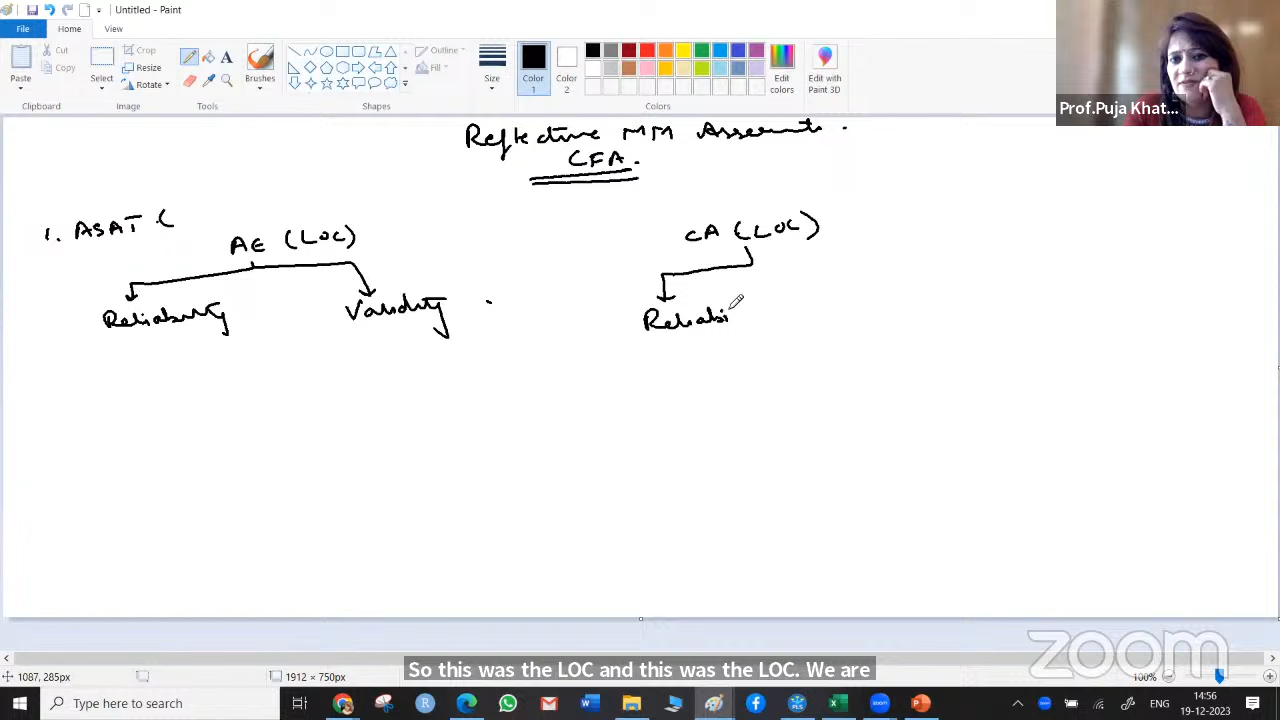 Untitled - Paint
File Home View
Paste Cut Copy Clipboard
Select Crop Resize Rotate Image
Tools
Brushes
Shapes
Outline Fill
Size
Color 1 Color 2 Edit colors Colors
Edit with Paint 3D
Prof.Puja Khat...
Reflective MM
CFA.
1. ASAT (
AE (LOC)
CA (LOC)
Reliability
Validity
Reliabi
zoom
So this was the LOC and this was the LOC. We are
1087, 285px
1912 × 750px
100%
Type here to search
ENG
14:56
19-12-2023